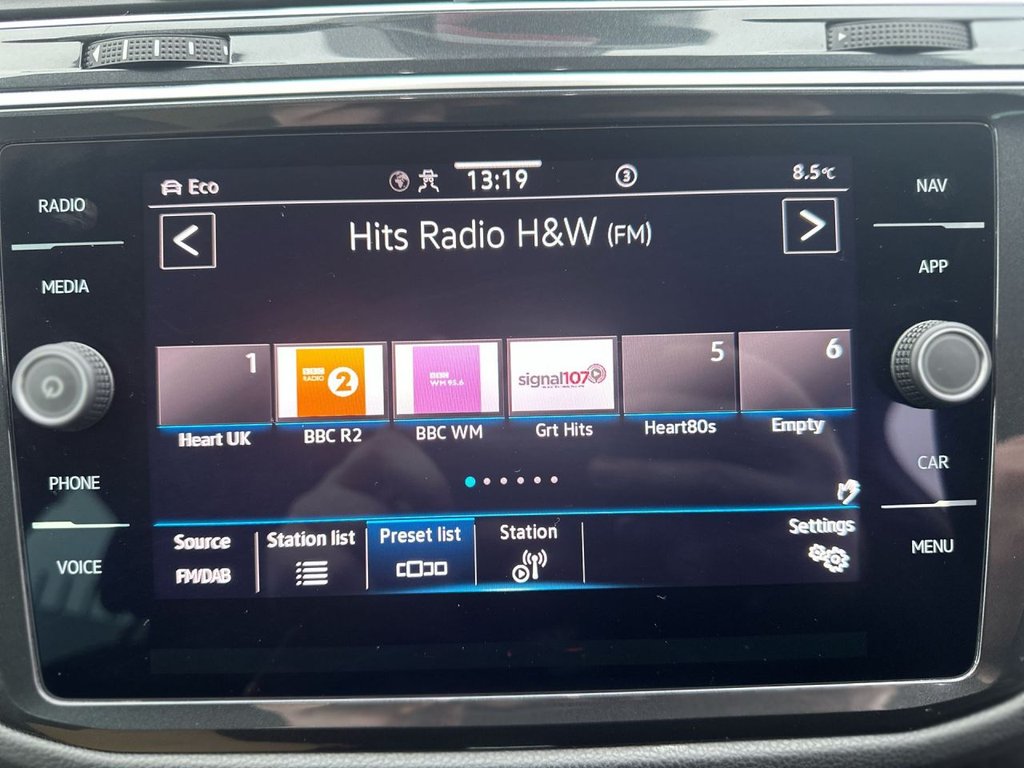 Eco
13:19
3
8.5°C
RADIO
MEDIA
PHONE
VOICE
NAV
APP
CAR
MENU
Hits Radio H&W (FM)
1
Heart UK
BBC
RADIO 2
BBC R2
BBC
WM 95.6
BBC WM
signal107
Grt Hits
5
Heart80s
6
Empty
Source
FM/DAB
Station list
Preset list
Station
Settings